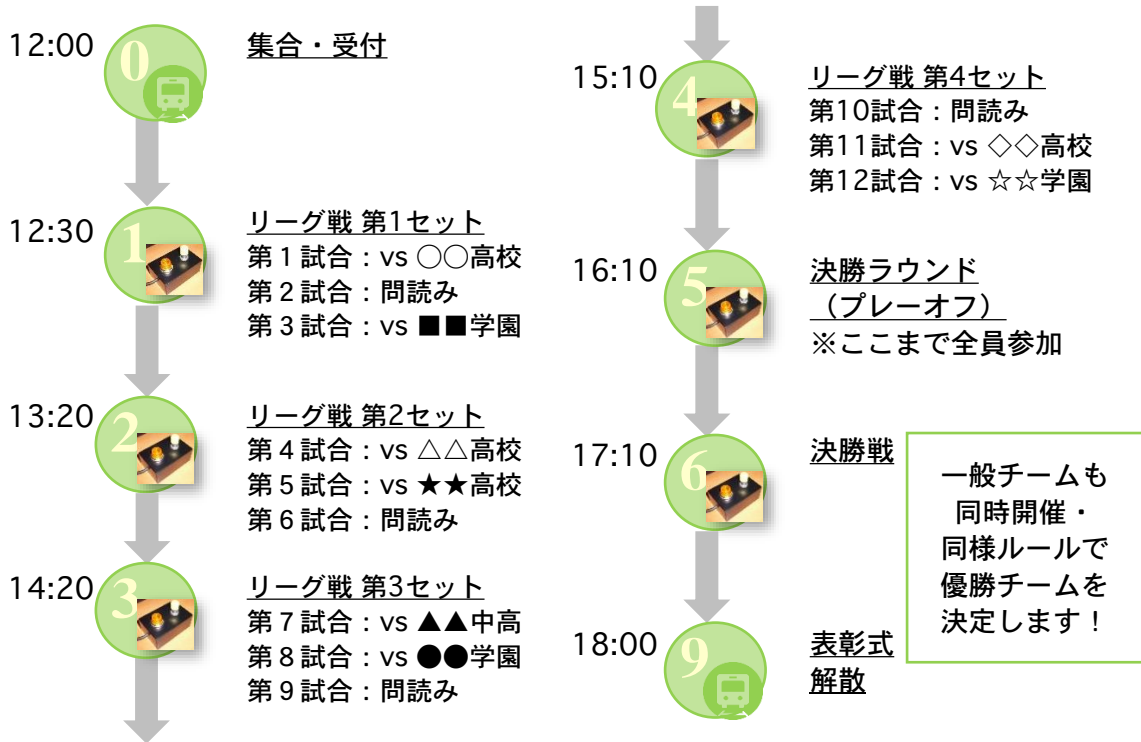 12:00
0
集合・受付
12:30
1
リーグ戦 第1セット
第１試合：vs ○○高校
第２試合：問読み
第３試合：vs ■■学園
13:20
2
リーグ戦 第2セット
第４試合：vs △△高校
第５試合：vs ★★高校
第６試合：問読み
14:20
3
リーグ戦 第3セット
第７試合：vs ▲▲中高
第８試合：vs ●●学園
第９試合：問読み
15:10
4
リーグ戦 第4セット
第10試合：問読み
第11試合：vs ◇◇高校
第12試合：vs ☆☆学園
16:10
5
決勝ラウンド
（プレーオフ）
※ここまで全員参加
17:10
6
決勝戦
18:00
9
表彰式
解散
一般チームも
同時開催・
同様ルールで
優勝チームを
決定します！